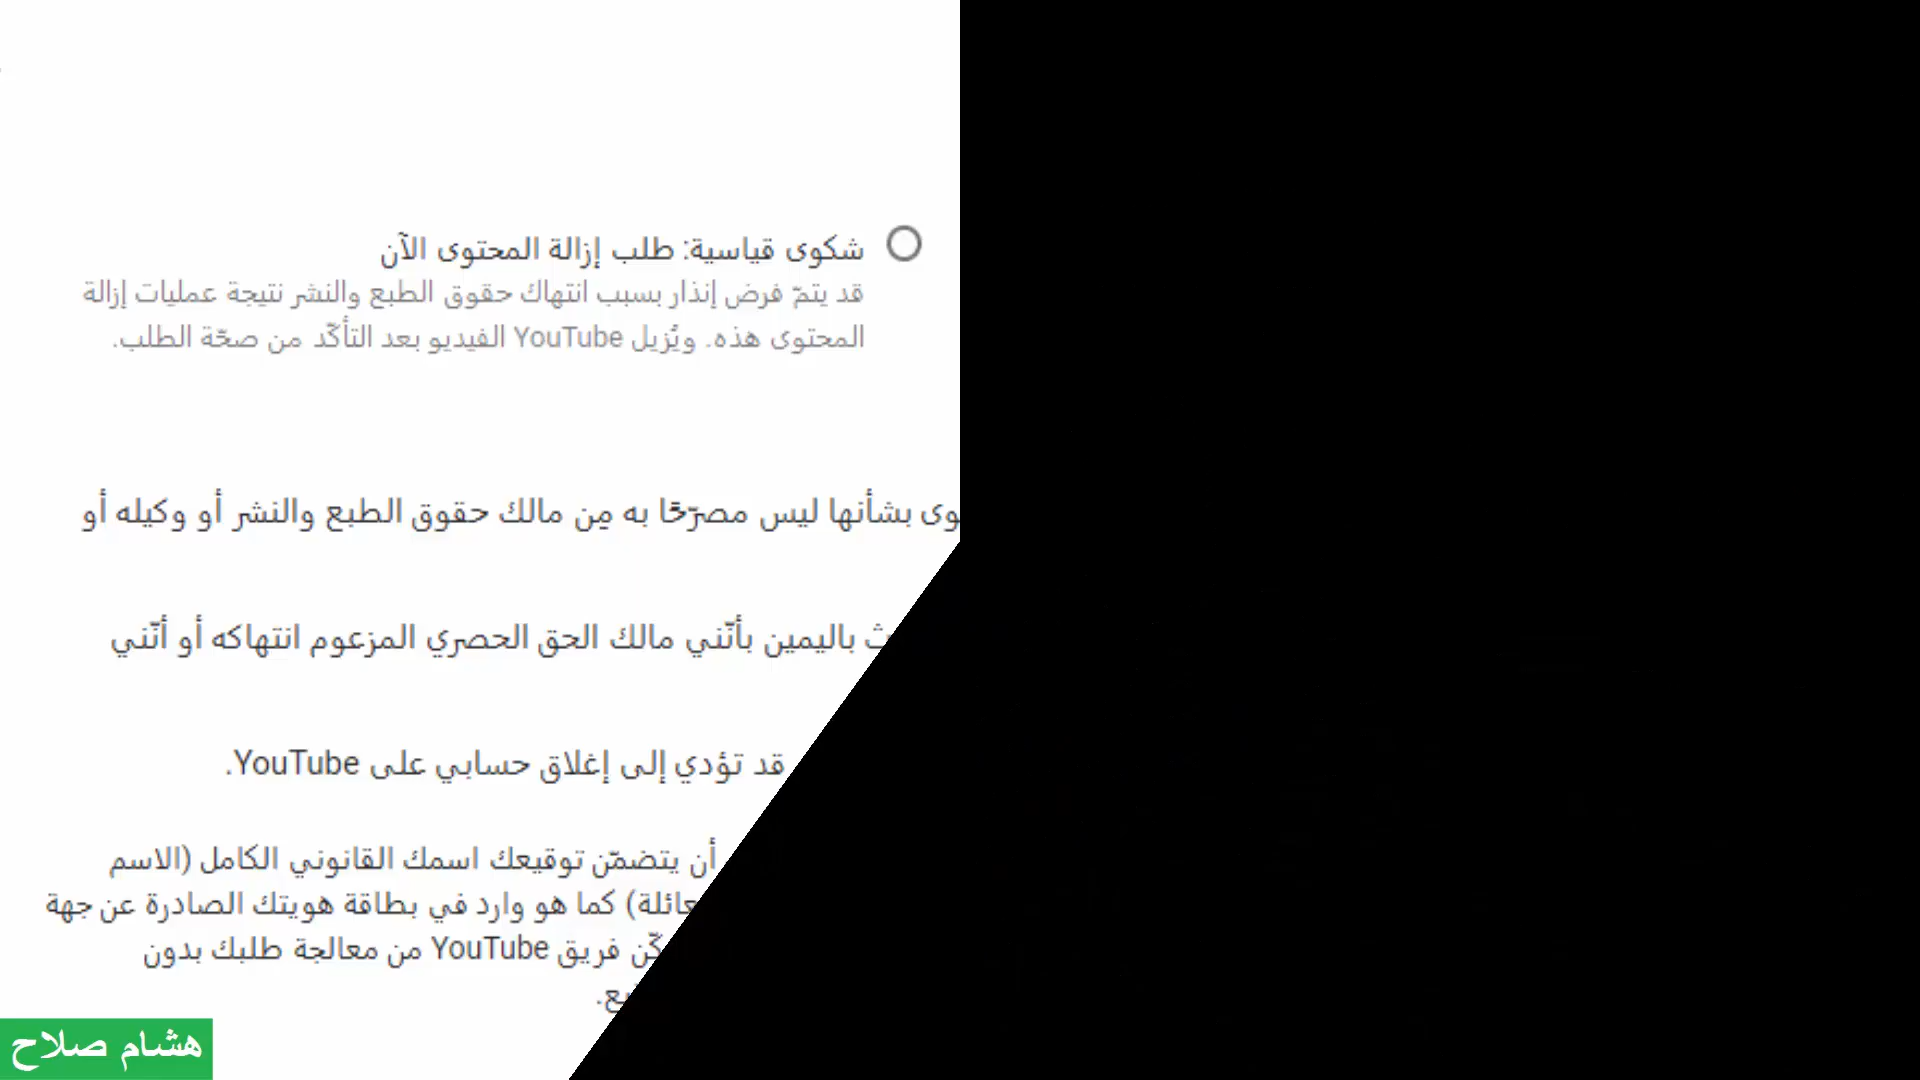 شكوى قياسية: طلب إزالة المحتوى الآن
قد يتمّ فرض إنذار بسبب انتهاك حقوق الطبع والنشر نتيجة عمليات إزالة
المحتوى هذه. ويُزيل YouTube الفيديو بعد التأكّد من صحّة الطلب.
بشأنها ليس مصرّحًا به مِن مالك حقوق الطبع والنشر أو وكيله أو
باليمين بأنّني مالك الحق الحصري المزعوم انتهاكه أو أنّني
قد تؤدي إلى إغلاق حسابي على YouTube.
أن يتضمّن توقيعك اسمك القانوني الكامل (الاسم
كما هو وارد في بطاقة هويتك الصادرة عن جهة
فريق YouTube من معالجة طلبك بدون
هشام صلاح